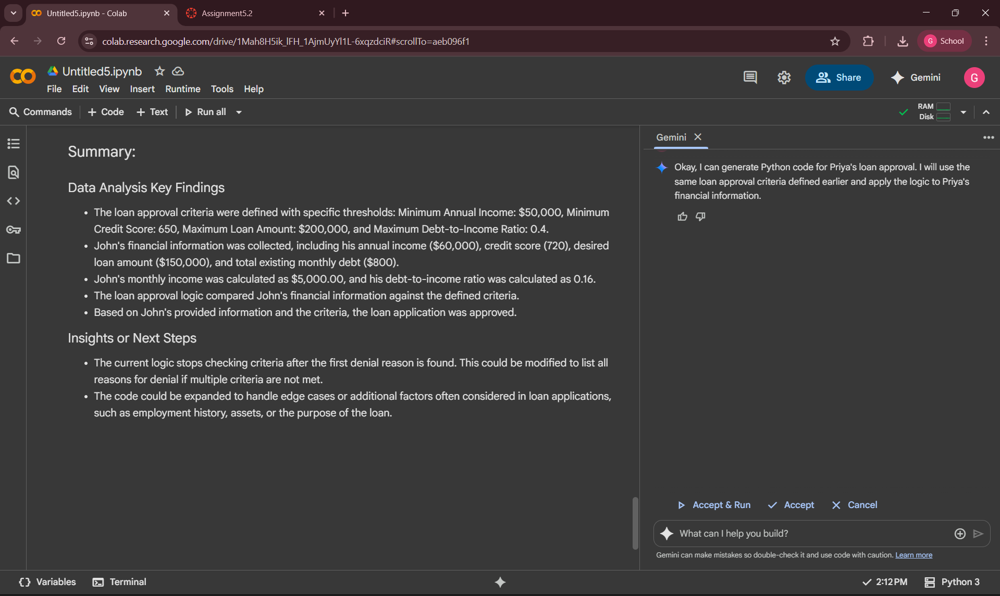 Untitled5.ipynb - Colab
Assignment5.2
colab.research.google.com/drive/1Mah8H5ik_lFH_1AjmUyYl1L-6xqzdciR#scrollTo=aeb096f1
G School
Untitled5.ipynb
Share
Gemini
G
File Edit View Insert Runtime Tools Help
Commands + Code + Text Run all
RAM
Disk
Summary:
Data Analysis Key Findings
• The loan approval criteria were defined with specific thresholds: Minimum Annual Income: $50,000, Minimum
Credit Score: 650, Maximum Loan Amount: $200,000, and Maximum Debt-to-Income Ratio: 0.4.
• John's financial information was collected, including his annual income ($60,000), credit score (720), desired
loan amount ($150,000), and total existing monthly debt ($800).
• John's monthly income was calculated as $5,000.00, and his debt-to-income ratio was calculated as 0.16.
• The loan approval logic compared John's financial information against the defined criteria.
• Based on John's provided information and the criteria, the loan application was approved.
Insights or Next Steps
• The current logic stops checking criteria after the first denial reason is found. This could be modified to list all
reasons for denial if multiple criteria are not met.
• The code could be expanded to handle edge cases or additional factors often considered in loan applications,
such as employment history, assets, or the purpose of the loan.
Gemini
Okay, I can generate Python code for Priya's loan approval. I will use the
same loan approval criteria defined earlier and apply the logic to Priya's
financial information.
Accept & Run Accept Cancel
What can I help you build?
Gemini can make mistakes so double-check it and use code with caution. Learn more
Variables Terminal
2:12 PM Python 3